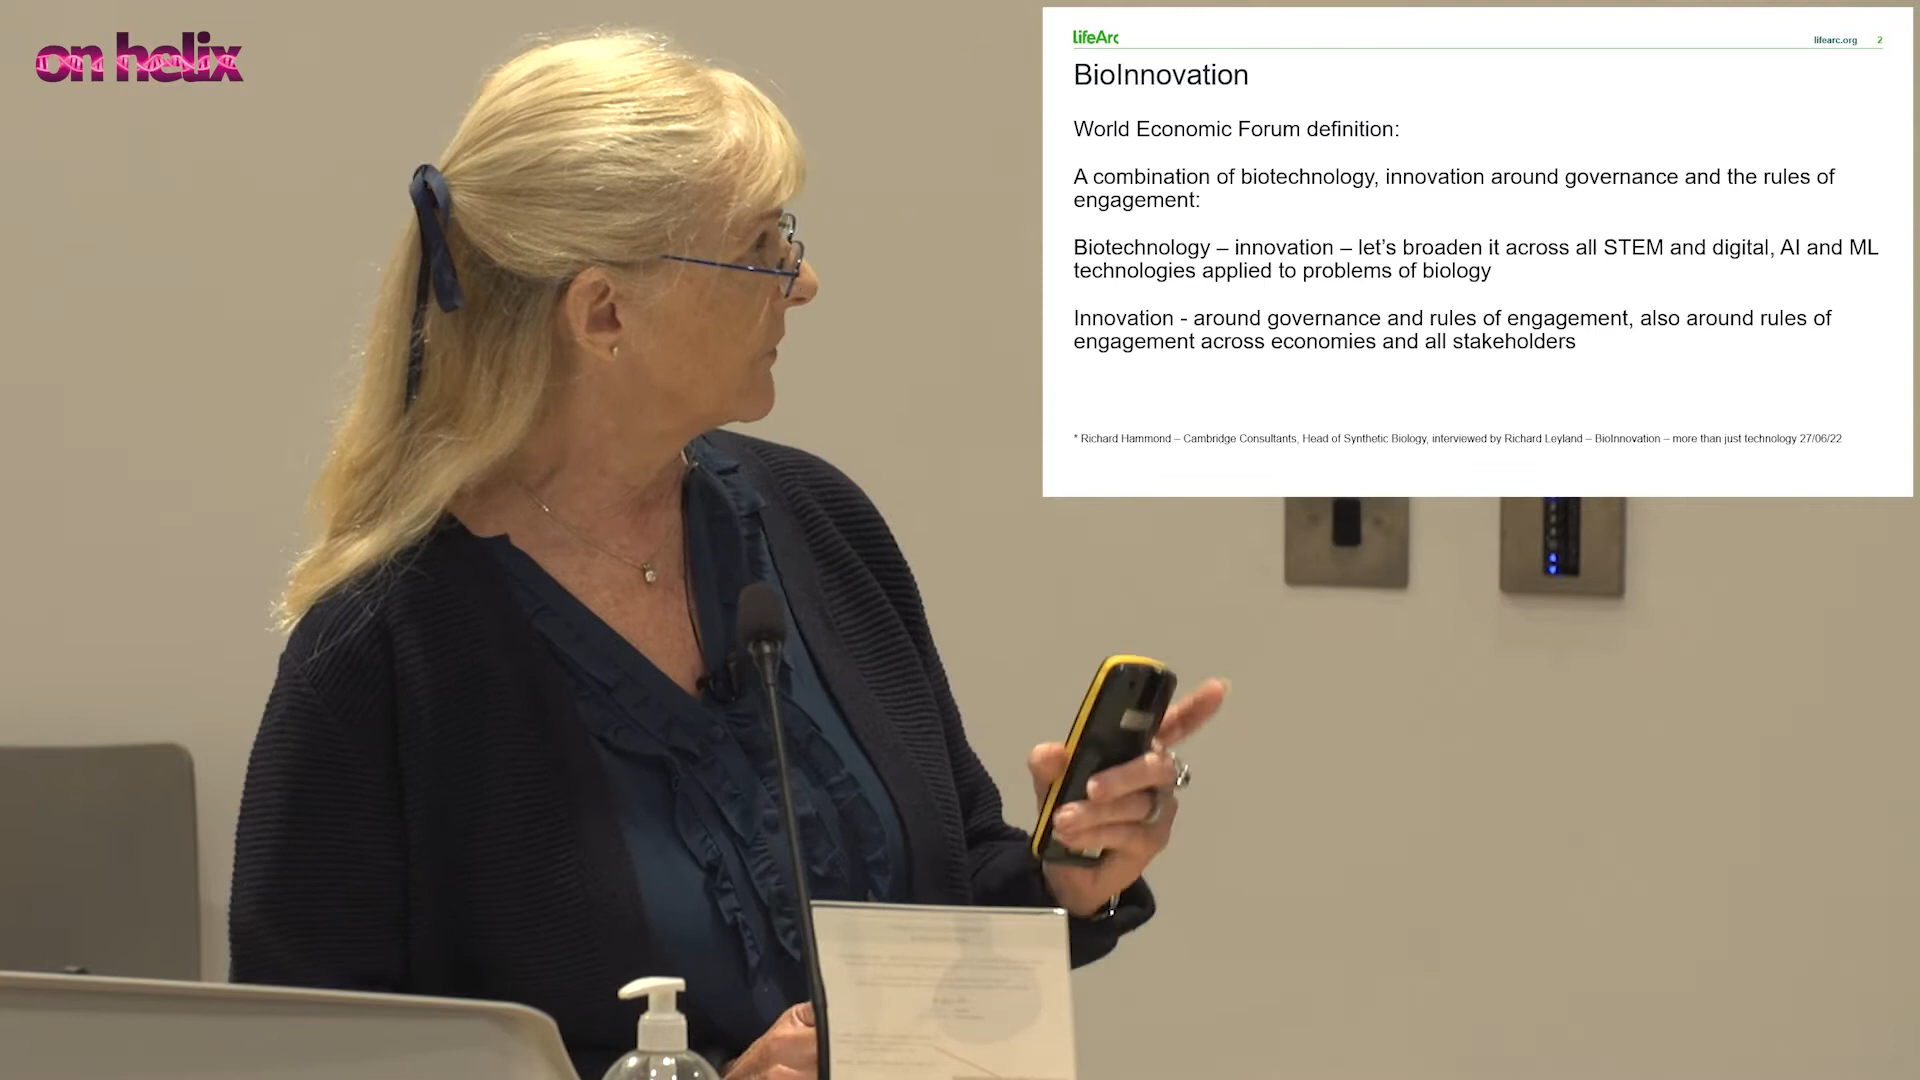 on helix
LifeArc
lifearc.org 2
BioInnovation
World Economic Forum definition:
A combination of biotechnology, innovation around governance and the rules of
engagement:
Biotechnology – innovation – let's broaden it across all STEM and digital, AI and ML
technologies applied to problems of biology
Innovation - around governance and rules of engagement, also around rules of
engagement across economies and all stakeholders
* Richard Hammond – Cambridge Consultants, Head of Synthetic Biology, interviewed by Richard Leyland – BioInnovation – more than just technology 27/06/22